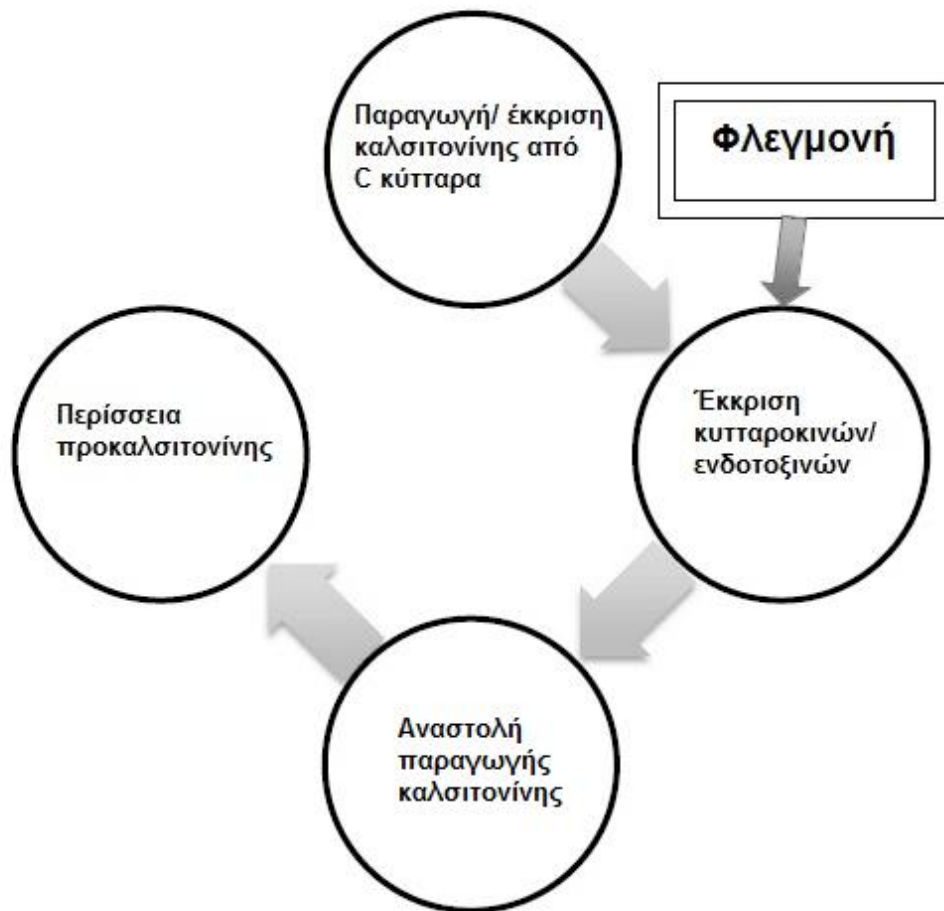 Παραγωγή/ έκκριση
καλσιτονίνης από
C κύτταρα
Φλεγμονή
Έκκριση
κυτταροκινών/
ενδοτοξινών
Αναστολή
παραγωγής
καλσιτονίνης
Περίσσεια
προκαλσιτονίνης